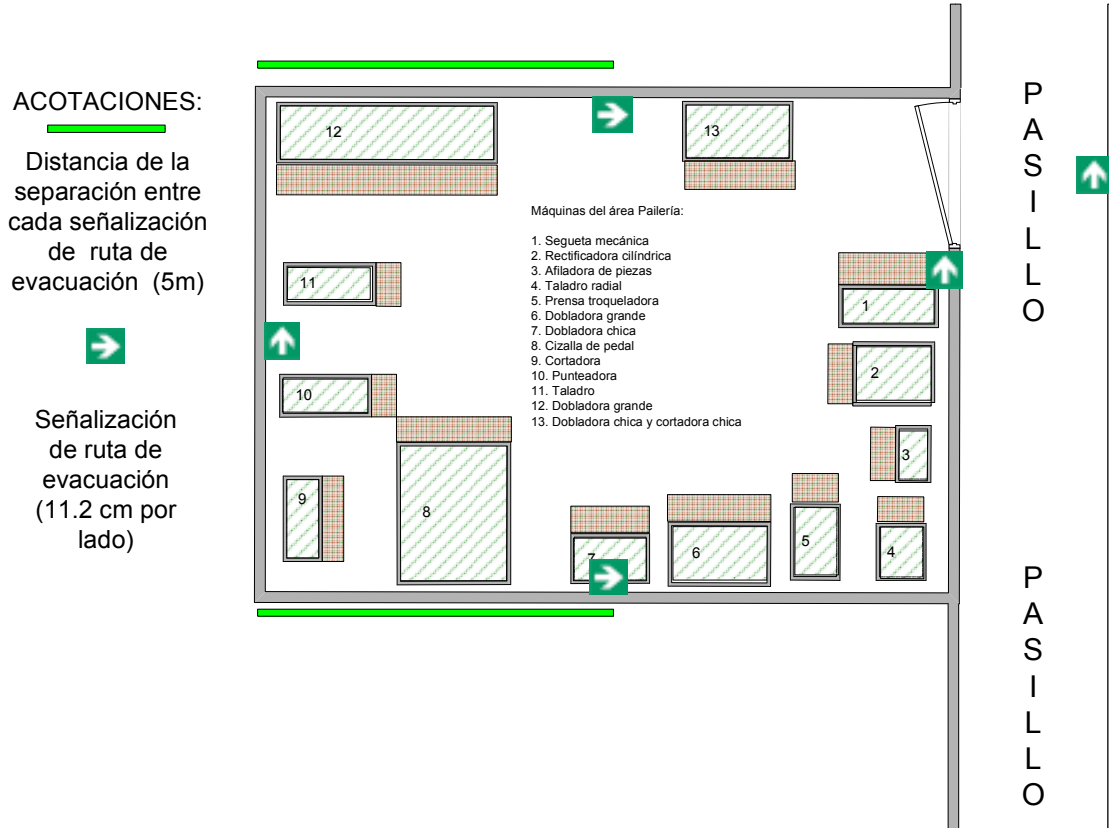 ACOTACIONES:
Distancia de la
separación entre
cada señalización
de ruta de
evacuación (5m)
Señalización
de ruta de
evacuación
(11.2 cm por
lado)
12
13
11
10
9
8
7
6
5
4
3
2
1
Máquinas del área Pailería:
1. Segueta mecánica
2. Rectificadora cilíndrica
3. Afiladora de piezas
4. Taladro radial
5. Prensa troqueladora
6. Dobladora grande
7. Dobladora chica
8. Cizalla de pedal
9. Cortadora
10. Punteadora
11. Taladro
12. Dobladora grande
13. Dobladora chica y cortadora chica
PASILLO
PASILLO